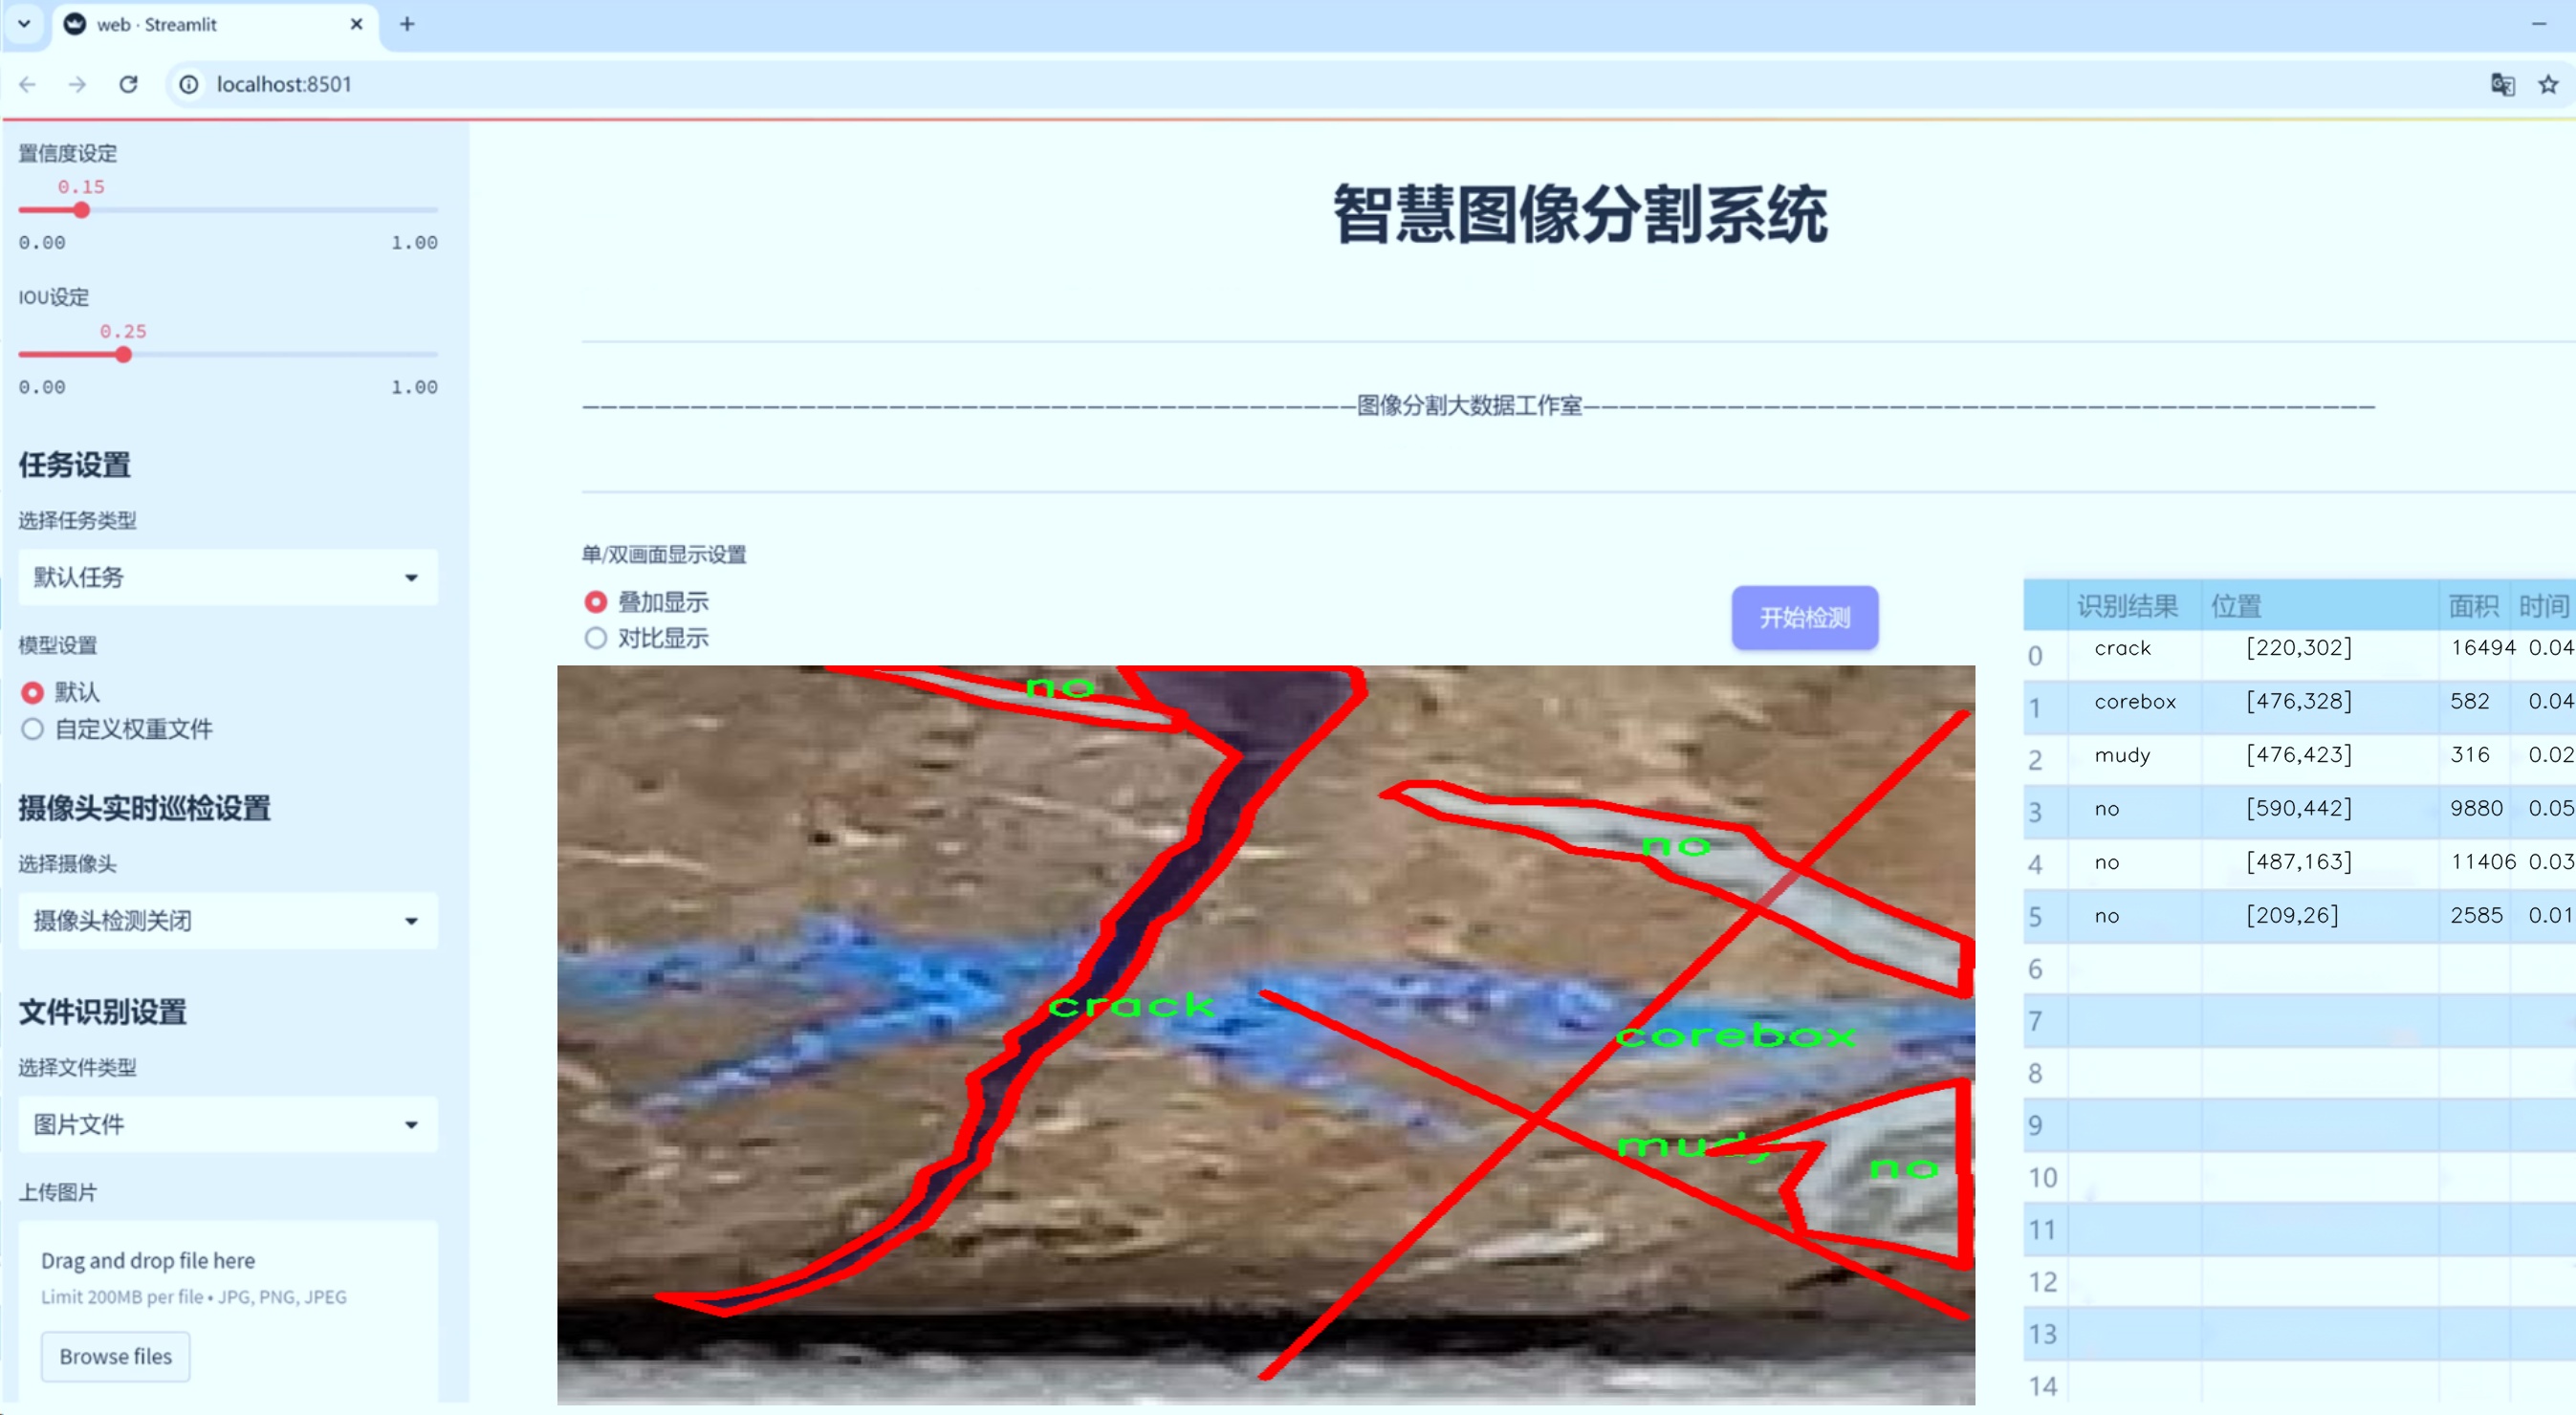 web · Streamlit
localhost:8501
置信度设定
0.15
0.00 1.00
IOU设定
0.25
0.00 1.00
任务设置
选择任务类型
默认任务
模型设置
默认
自定义权重文件
摄像头实时巡检设置
选择摄像头
摄像头检测关闭
文件识别设置
选择文件类型
图片文件
上传图片
Drag and drop file here
Limit 200MB per file • JPG, PNG, JPEG
Browse files
智慧图像分割系统
图像分割大数据工作室
单/双画面显示设置
叠加显示
对比显示
开始检测
no
no
crack
corebox
mudy
no
识别结果 位置 面积 时间
0 crack [220,302] 16494 0.04
1 corebox [476,328] 582 0.04
2 mudy [476,423] 316 0.02
3 no [590,442] 9880 0.05
4 no [487,163] 11406 0.03
5 no [209,26] 2585 0.01
6
7
8
9
10
11
12
13
14